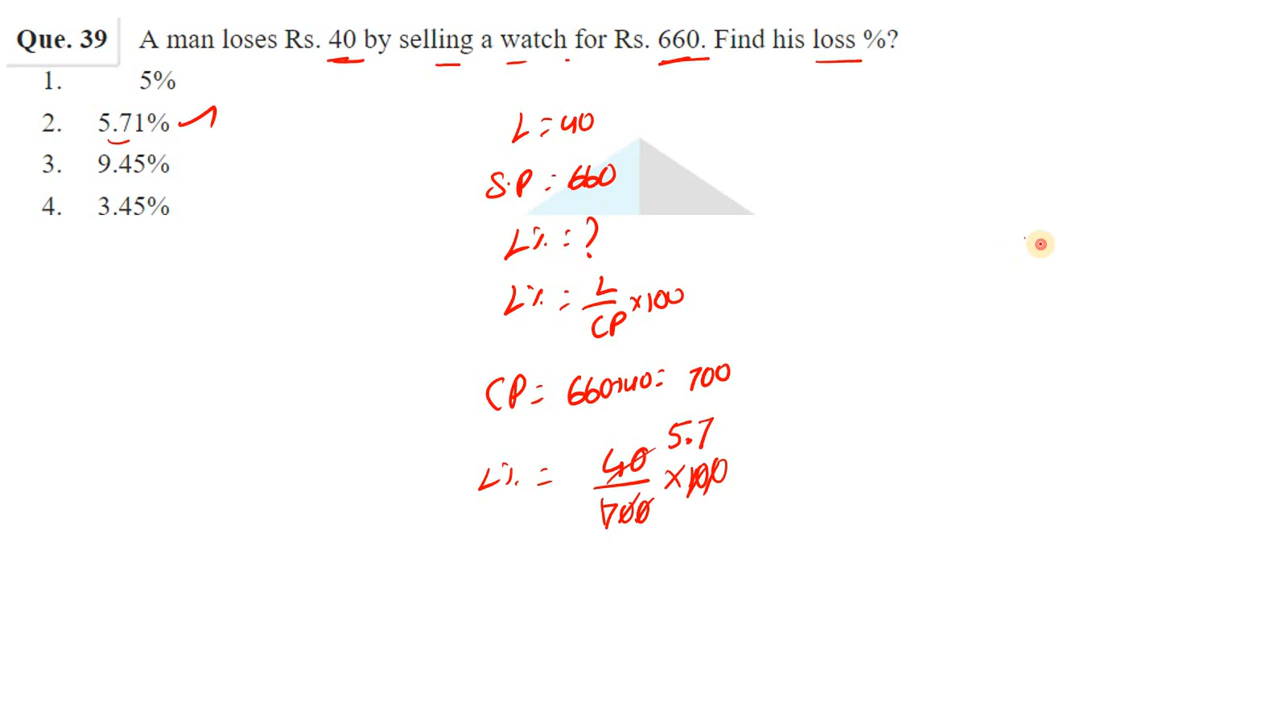 Que. 39 A man loses Rs. 40 by selling a watch for Rs. 660. Find his loss %?
1. 5%
2. 5.71%
3. 9.45%
4. 3.45%
L = 40
S.P = 660
L% = ?
L% = L/CP × 100
CP = 660+40 = 700
5.7
L% = 40/700 × 100